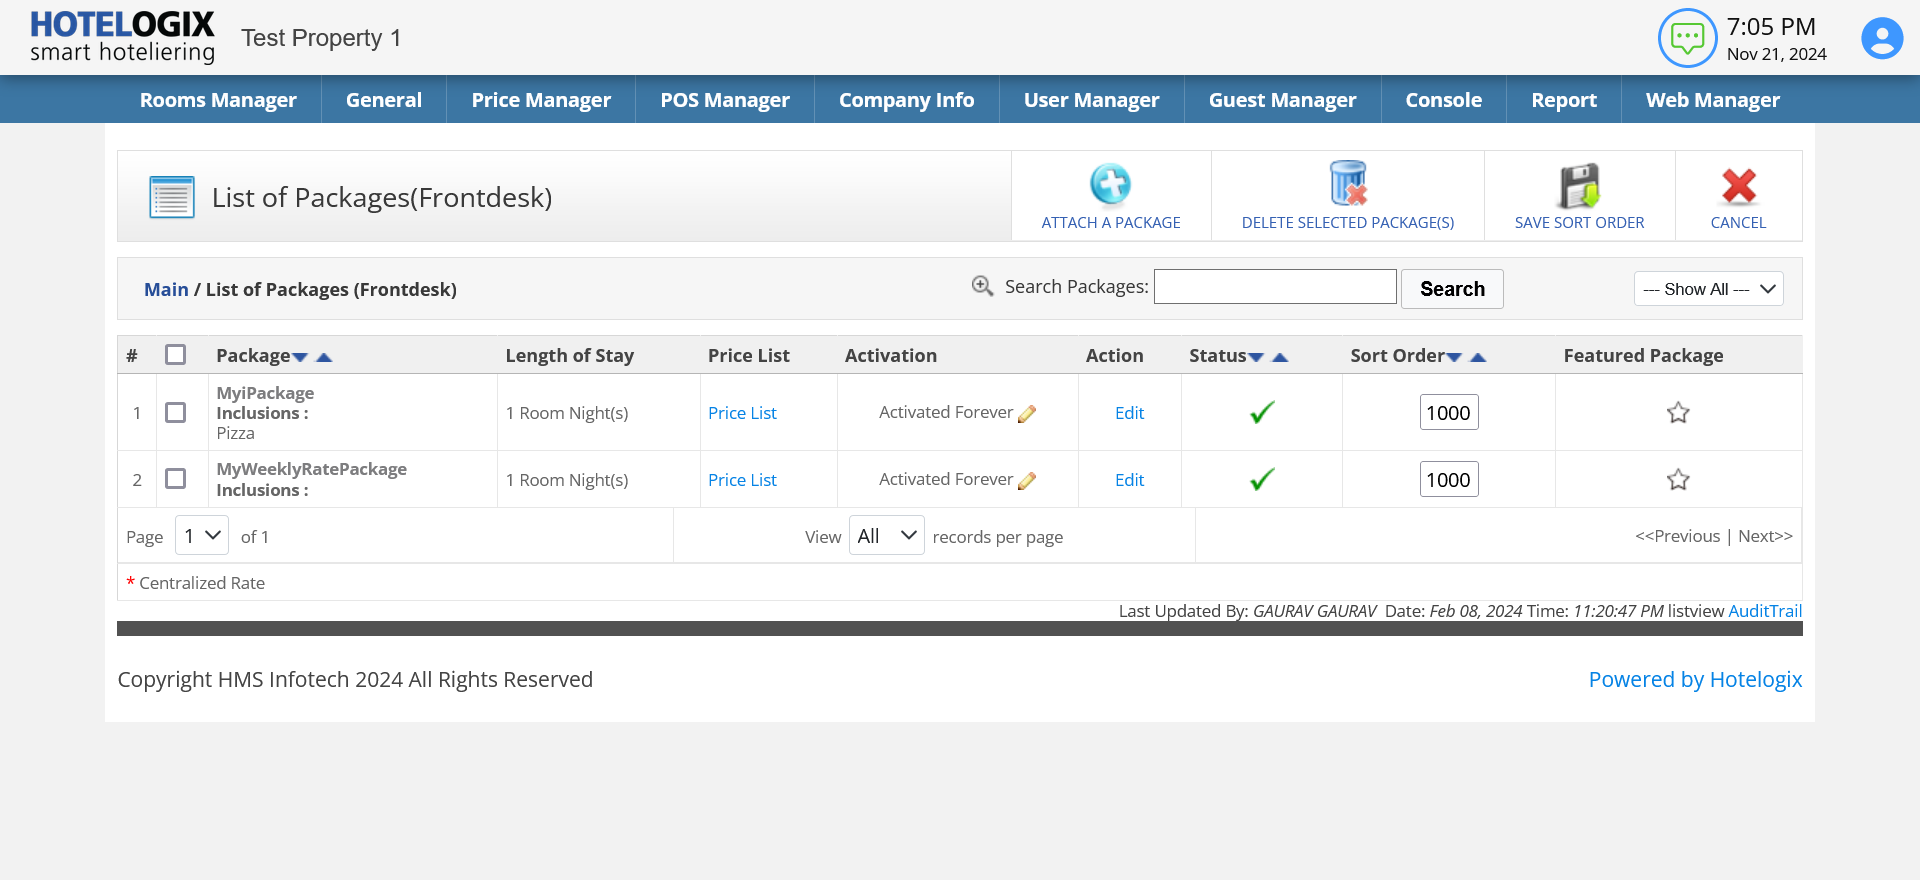 HOTELOGIX
smart hoteliering
Test Property 1
7:05 PM
Nov 21, 2024
Rooms Manager General Price Manager POS Manager Company Info User Manager Guest Manager Console Report Web Manager
List of Packages(Frontdesk)
ATTACH A PACKAGE DELETE SELECTED PACKAGE(S) SAVE SORT ORDER CANCEL
Main / List of Packages (Frontdesk) Search Packages: Search --- Show All ---
# Package Length of Stay Price List Activation Action Status Sort Order Featured Package
MyiPackage
1 Inclusions : 1 Room Night(s) Price List Activated Forever Edit 1000
Pizza
MyWeeklyRatePackage
2 Inclusions : 1 Room Night(s) Price List Activated Forever Edit 1000
Page 1 of 1 View All records per page <<Previous | Next>>
* Centralized Rate
Last Updated By: GAURAV GAURAV Date: Feb 08, 2024 Time: 11:20:47 PM listview AuditTrail
Copyright HMS Infotech 2024 All Rights Reserved Powered by Hotelogix